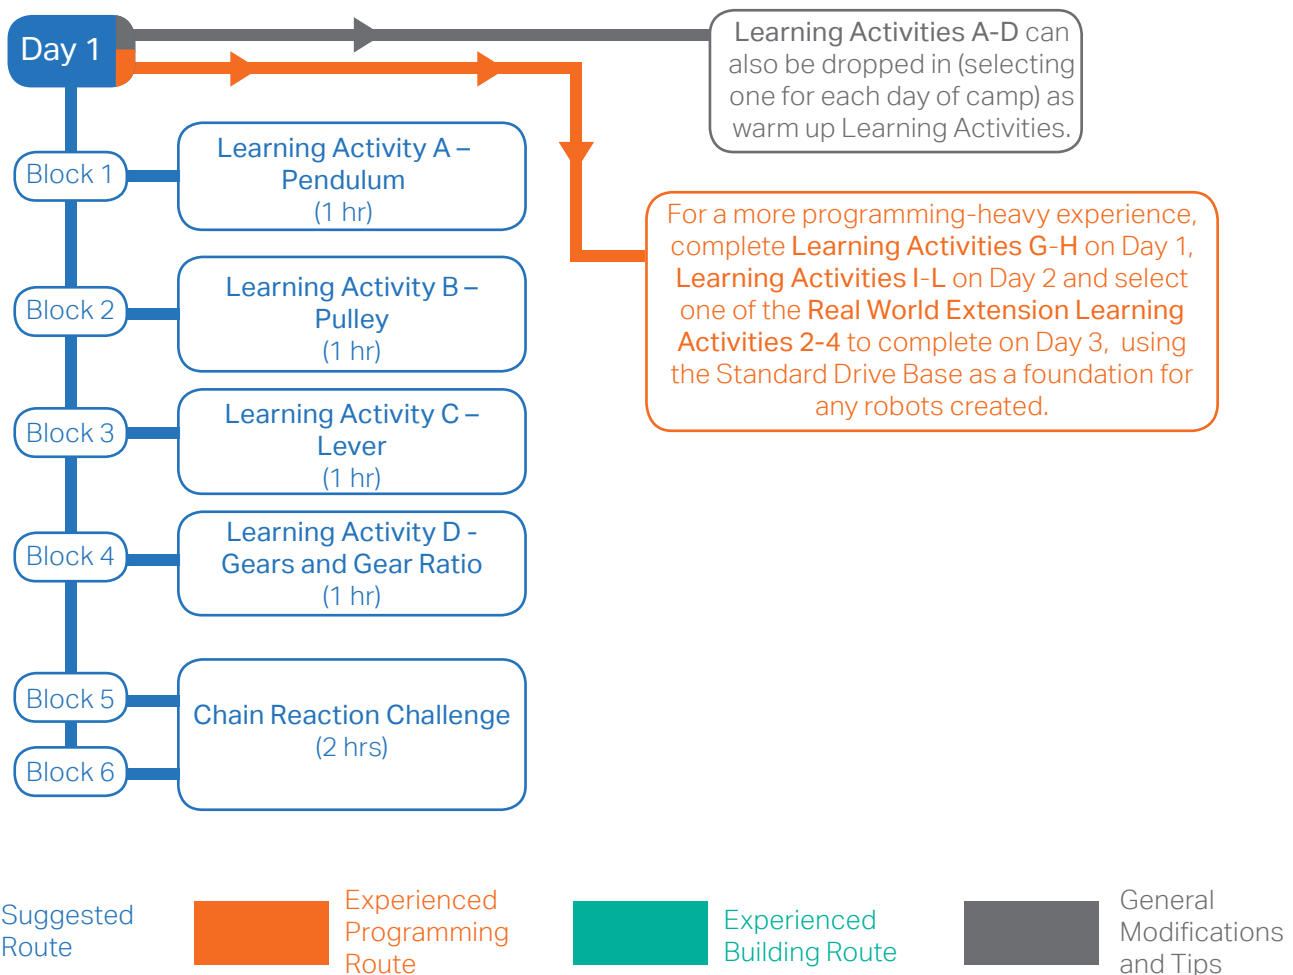 Day 1
Learning Activities A-D can
also be dropped in (selecting
one for each day of camp) as
warm up Learning Activities.
Block 1
Learning Activity A –
Pendulum
(1 hr)
For a more programming-heavy experience,
complete Learning Activities G-H on Day 1,
Learning Activities I-L on Day 2 and select
one of the Real World Extension Learning
Activities 2-4 to complete on Day 3, using
the Standard Drive Base as a foundation for
any robots created.
Block 2
Learning Activity B –
Pulley
(1 hr)
Block 3
Learning Activity C –
Lever
(1 hr)
Block 4
Learning Activity D -
Gears and Gear Ratio
(1 hr)
Block 5
Block 6
Chain Reaction Challenge
(2 hrs)
Suggested
Route
Experienced
Programming
Route
Experienced
Building Route
General
Modifications
and Tips